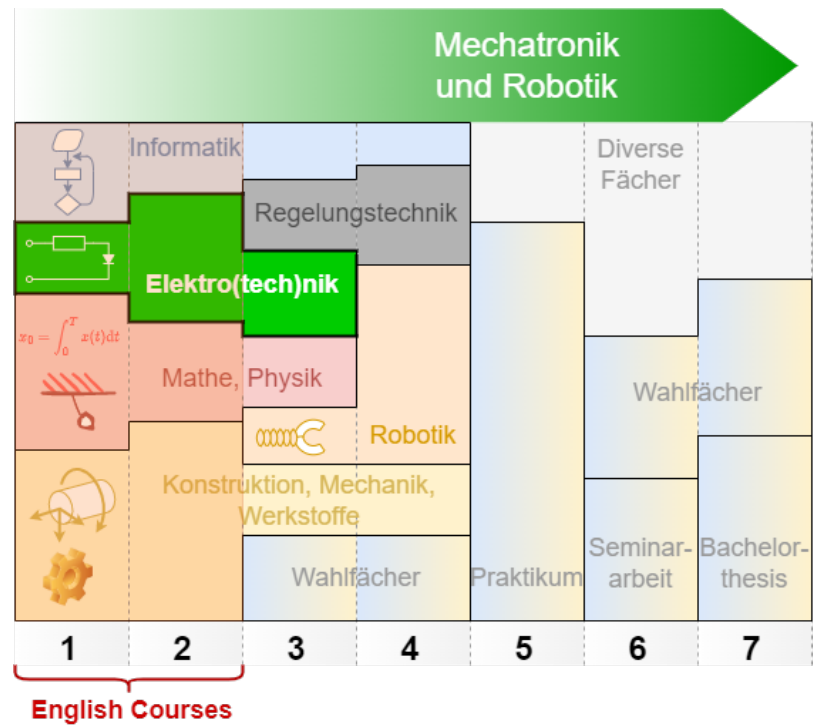 Mechatronik
und Robotik
Informatik
Diverse
Fächer
Regelungstechnik
Elektro(tech)nik
x₀ = ∫₀ᵀ x(t)dt
Mathe, Physik
Wahlfächer
Robotik
Konstruktion, Mechanik,
Werkstoffe
Seminar-
arbeit
Bachelor-
thesis
Wahlfächer
Praktikum
1 2 3 4 5 6 7
English Courses